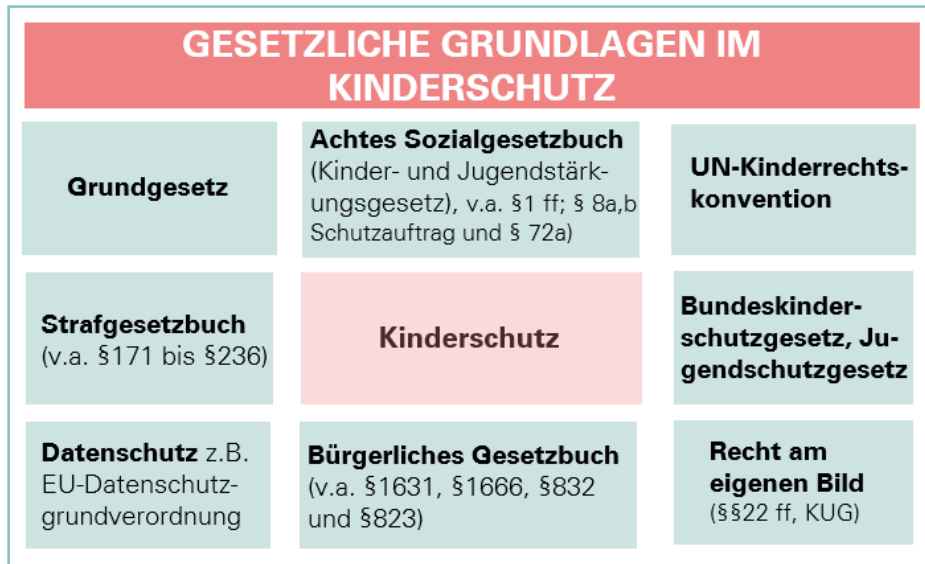 GESETZLICHE GRUNDLAGEN IM
KINDERSCHUTZ
Grundgesetz
Achtes Sozialgesetzbuch
(Kinder- und Jugendstärk-
ungsgesetz), v.a. §1 ff; § 8a,b
Schutzauftrag und § 72a)
UN-Kinderrechts-
konvention
Strafgesetzbuch
(v.a. §171 bis §236)
Kinderschutz
Bundeskinder-
schutzgesetz, Ju-
gendschutzgesetz
Datenschutz z.B.
EU-Datenschutz-
grundverordnung
Bürgerliches Gesetzbuch
(v.a. §1631, §1666, §832
und §823)
Recht am
eigenen Bild
(§§22 ff, KUG)